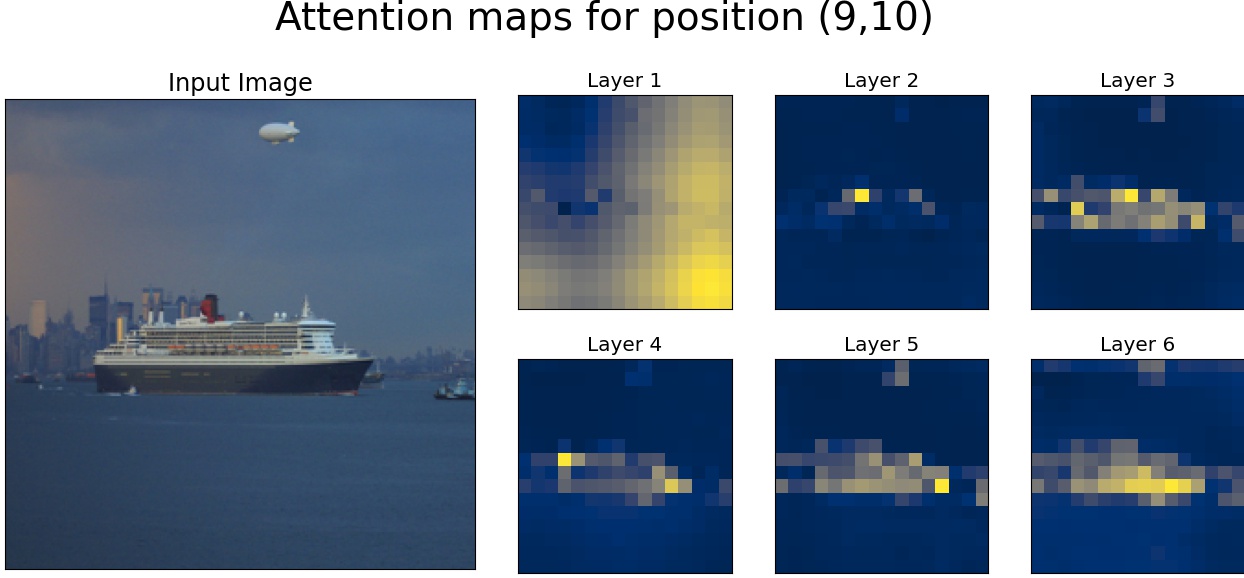 Attention maps for position (9,10)
Input Image
Layer 1
Layer 2
Layer 3
Layer 4
Layer 5
Layer 6